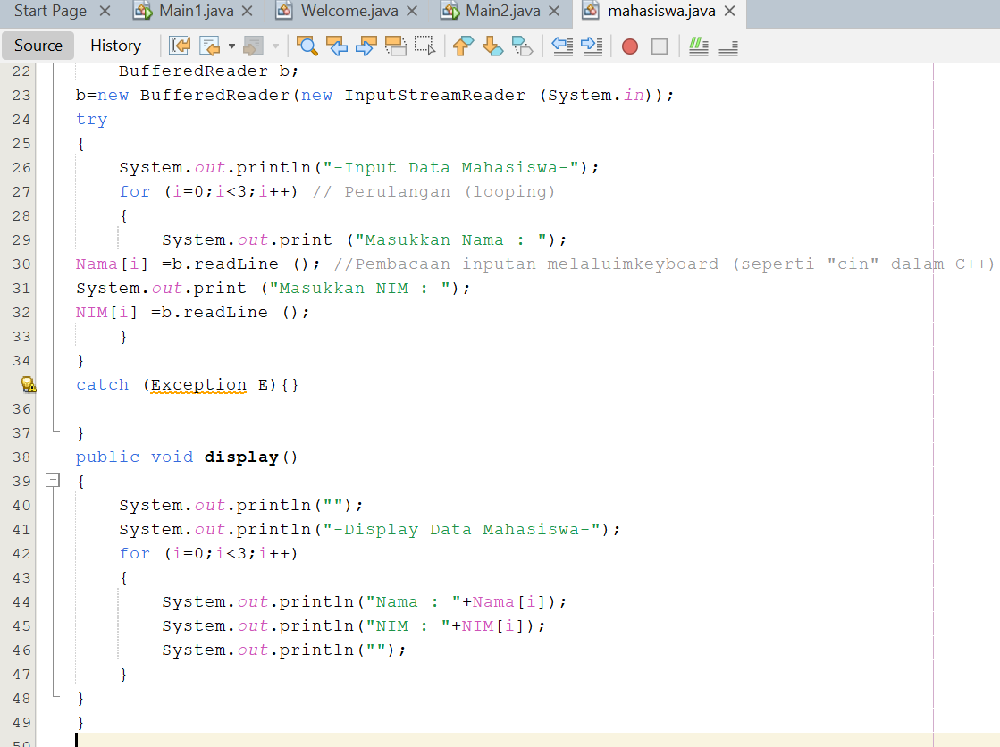 Start Page Main1.java Welcome.java Main2.java mahasiswa.java
Source History
22 BufferedReader b;
23 b=new BufferedReader(new InputStreamReader (System.in));
24 try
25 {
26 System.out.println("-Input Data Mahasiswa-");
27 for (i=0;i<3;i++) // Perulangan (looping)
28 {
29 System.out.print ("Masukkan Nama : ");
30 Nama[i] =b.readLine (); //Pembacaan inputan melaluimkeyboard (seperti "cin" dalam C++)
31 System.out.print ("Masukkan NIM : ");
32 NIM[i] =b.readLine ();
33 }
34 }
catch (Exception E){}
36
37 }
38 public void display()
39 {
40 System.out.println("");
41 System.out.println("-Display Data Mahasiswa-");
42 for (i=0;i<3;i++)
43 {
44 System.out.println("Nama : "+Nama[i]);
45 System.out.println("NIM : "+NIM[i]);
46 System.out.println("");
47 }
48 }
49 }
50